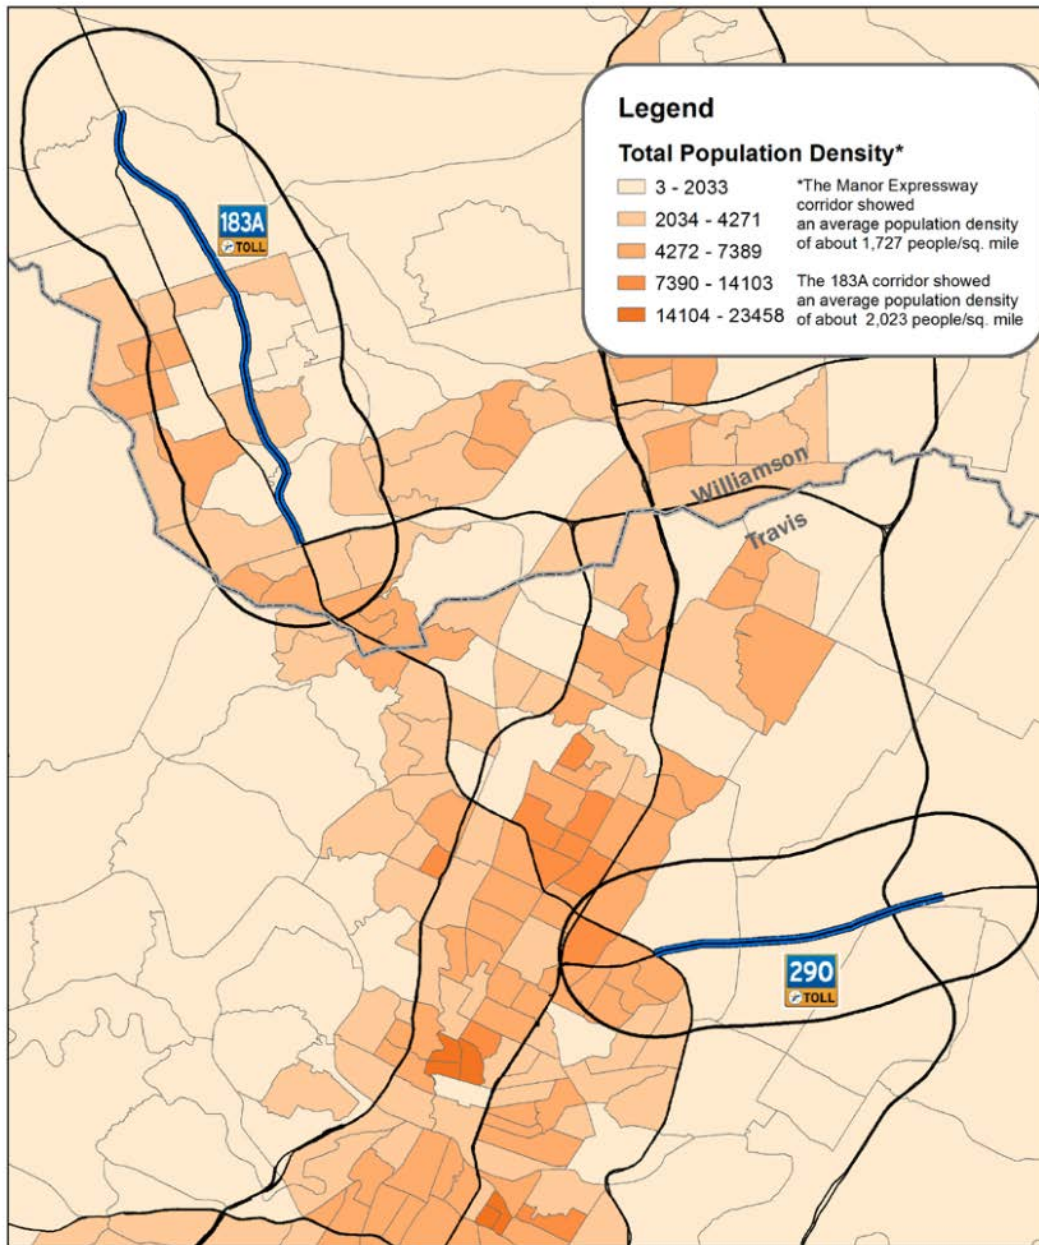 Legend
Total Population Density*
3 - 2033
2034 - 4271
4272 - 7389
7390 - 14103
14104 - 23458
*The Manor Expressway
corridor showed
an average population density
of about 1,727 people/sq. mile
The 183A corridor showed
an average population density
of about 2,023 people/sq. mile
183A
TOLL
Williamson
Travis
290
TOLL